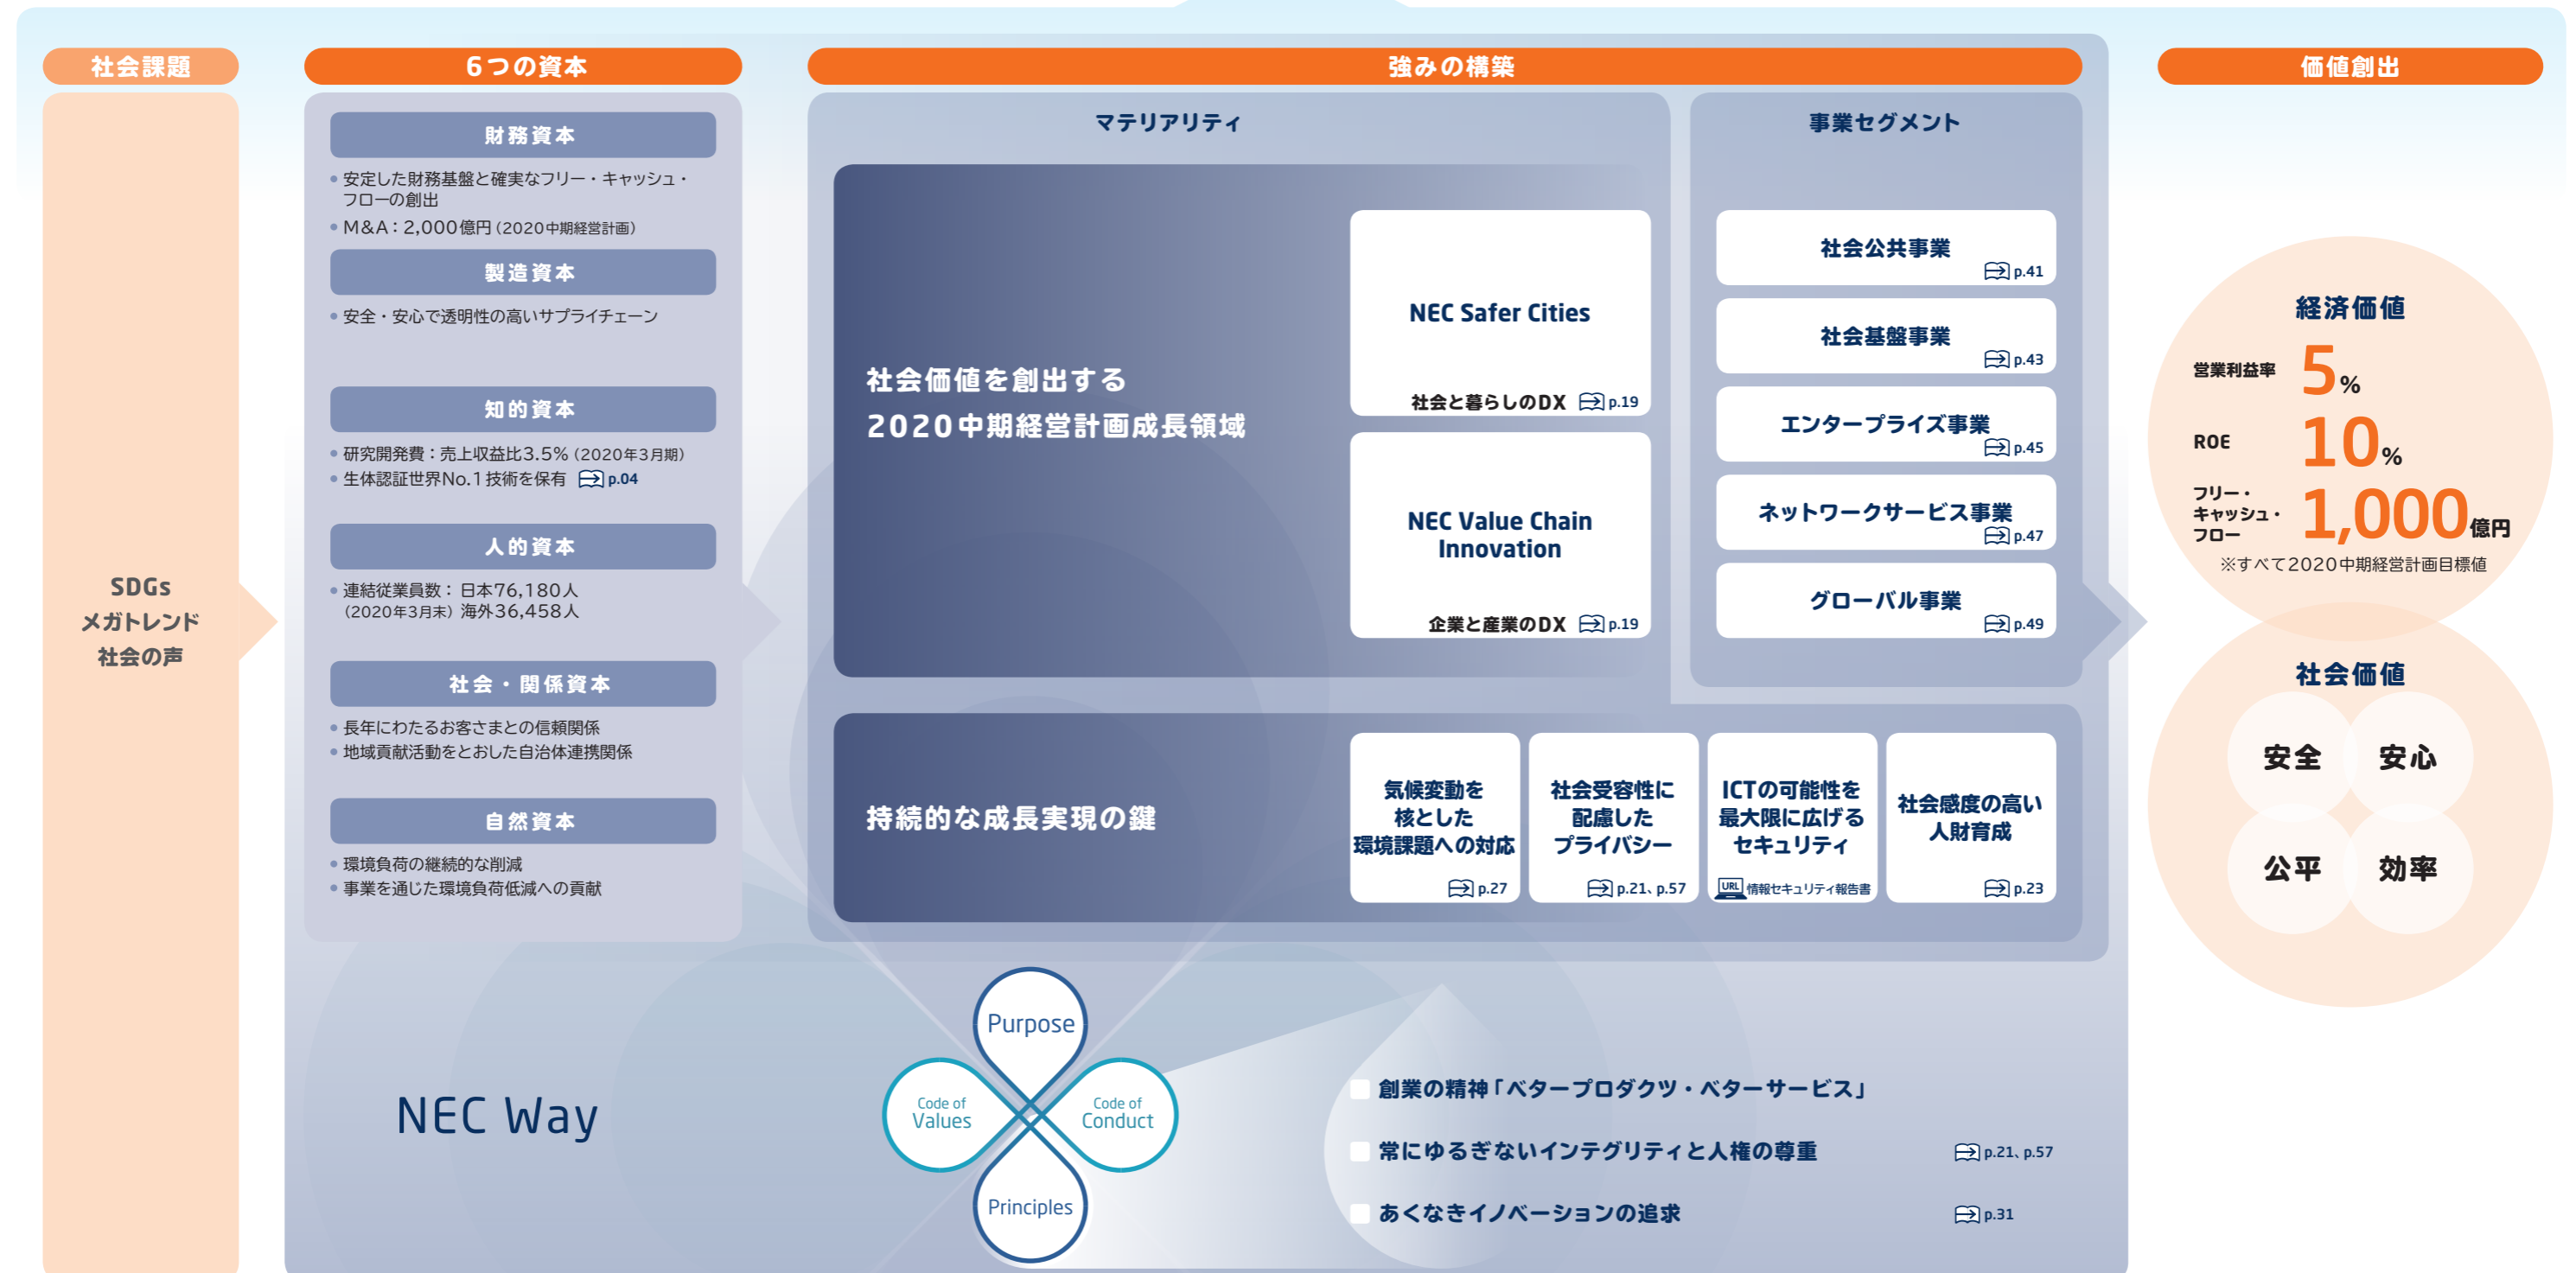 社会課題
SDGs
メガトレンド
社会の声
6つの資本
財務資本
• 安定した財務基盤と確実なフリー・キャッシュ・
フローの創出
• M&A：2,000億円（2020中期経営計画）
製造資本
• 安全・安心で透明性の高いサプライチェーン
知的資本
• 研究開発費：売上収益比3.5%（2020年3月期）
• 生体認証世界No.1技術を保有 p.04
人的資本
• 連結従業員数： 日本76,180人
（2020年3月末） 海外36,458人
社会・関係資本
• 長年にわたるお客さまとの信頼関係
• 地域貢献活動をとおした自治体連携関係
自然資本
• 環境負荷の継続的な削減
• 事業を通じた環境負荷低減への貢献
強みの構築
マテリアリティ
社会価値を創出する
2020中期経営計画成長領域
NEC Safer Cities
社会と暮らしのDX p.19
NEC Value Chain
Innovation
企業と産業のDX p.19
事業セグメント
社会公共事業
p.41
社会基盤事業
p.43
エンタープライズ事業
p.45
ネットワークサービス事業
p.47
グローバル事業
p.49
持続的な成長実現の鍵
気候変動を
核とした
環境課題への対応
p.27
社会受容性に
配慮した
プライバシー
p.21、p.57
ICTの可能性を
最大限に広げる
セキュリティ
URL 情報セキュリティ報告書
社会感度の高い
人財育成
p.23
価値創出
経済価値
営業利益率 5%
ROE 10%
フリー・
キャッシュ・
フロー
1,000億円
※すべて2020中期経営計画目標値
社会価値
安全 安心
公平 効率
NEC Way
Purpose
Code of
Values
Code of
Conduct
Principles
創業の精神「ベタープロダクツ・ベターサービス」
常にゆるぎないインテグリティと人権の尊重 p.21、p.57
あくなきイノベーションの追求 p.31